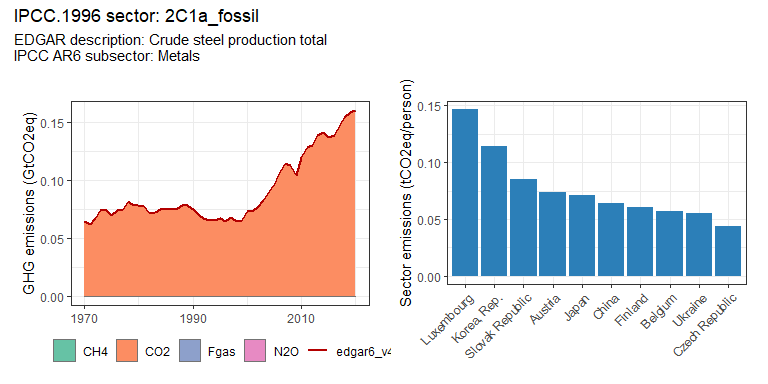 IPCC.1996 sector: 2C1a_fossil
EDGAR description: Crude steel production total
IPCC AR6 subsector: Metals
GHG emissions (GtCO2eq)
0.15
0.10
0.05
0.00
1970
1990
2010
CH4
CO2
Fgas
N2O
edgar6_v4
Sector emissions (tCO2eq/person)
0.15
0.10
0.05
0.00
Luxembourg
Korea, Rep.
Slovak Republic
Austria
Japan
China
Finland
Belgium
Ukraine
Czech Republic